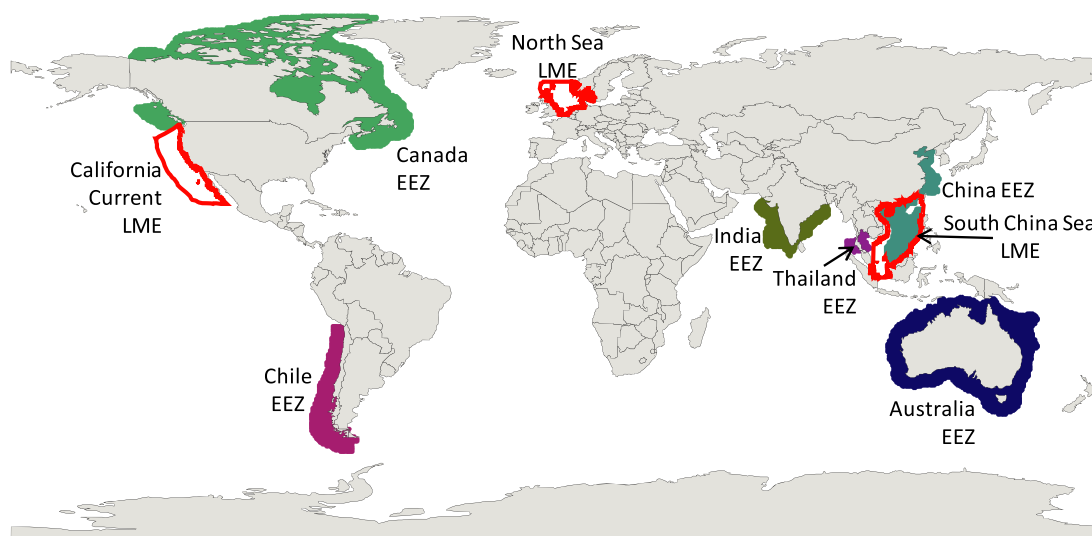 North Sea
LME
Canada
EEZ
California
Current
LME
China EEZ
South China Sea
LME
India
EEZ
Thailand
EEZ
Chile
EEZ
Australia
EEZ